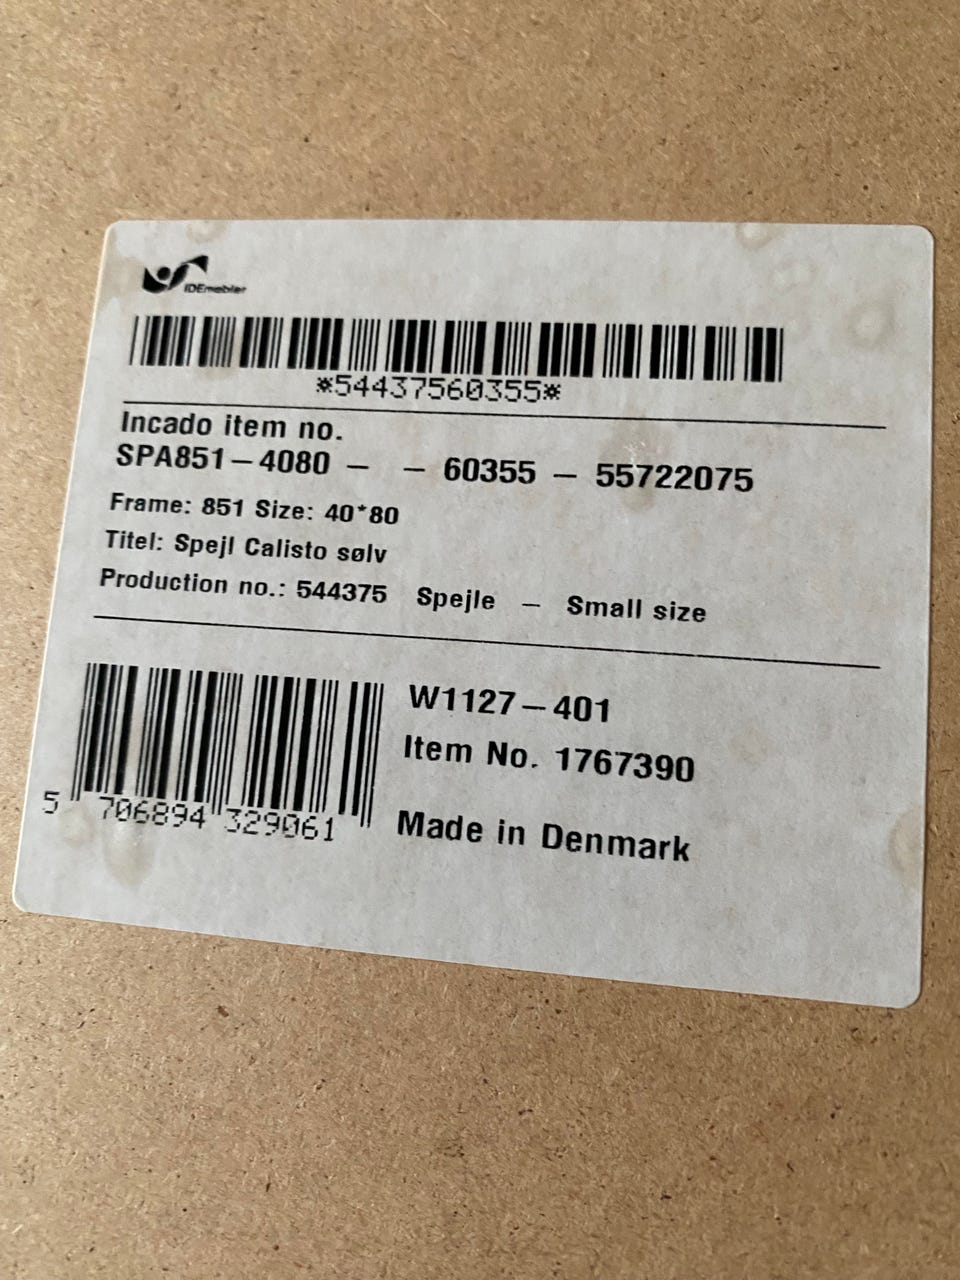 IDEmøbler
*54437560355*
Incado item no.
SPA851-4080 - - 60355 - 55722075
Frame: 851 Size: 40*80
Titel: Spejl Calisto sølv
Production no.: 544375 Spejle - Small size
W1127-401
Item No. 1767390
5 706894 329061
Made in Denmark